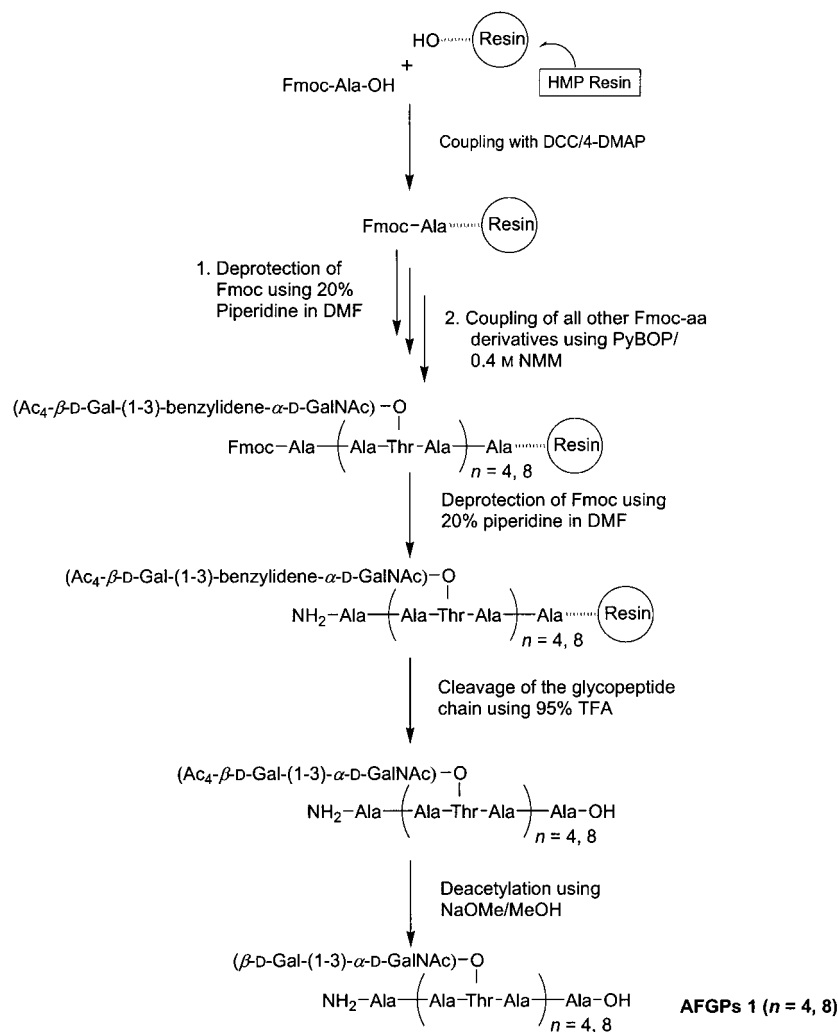 HO Resin
+
Fmoc-Ala-OH
HMP Resin
Coupling with DCC/4-DMAP
Fmoc–Ala Resin
1. Deprotection of
Fmoc using 20%
Piperidine in DMF
2. Coupling of all other Fmoc-aa
derivatives using PyBOP/
0.4 M NMM
(Ac₄-β-D-Gal-(1-3)-benzylidene-α-D-GalNAc)–O
Fmoc–Ala–(Ala–Thr–Ala)–Ala Resin
n = 4, 8
Deprotection of Fmoc using
20% piperidine in DMF
(Ac₄-β-D-Gal-(1-3)-benzylidene-α-D-GalNAc)–O
NH₂–Ala–(Ala–Thr–Ala)–Ala Resin
n = 4, 8
Cleavage of the glycopeptide
chain using 95% TFA
(Ac₄-β-D-Gal-(1-3)-α-D-GalNAc)–O
NH₂–Ala–(Ala–Thr–Ala)–Ala–OH
n = 4, 8
Deacetylation using
NaOMe/MeOH
(β-D-Gal-(1-3)-α-D-GalNAc)–O
NH₂–Ala–(Ala–Thr–Ala)–Ala–OH
n = 4, 8
AFGPs 1 (n = 4, 8)